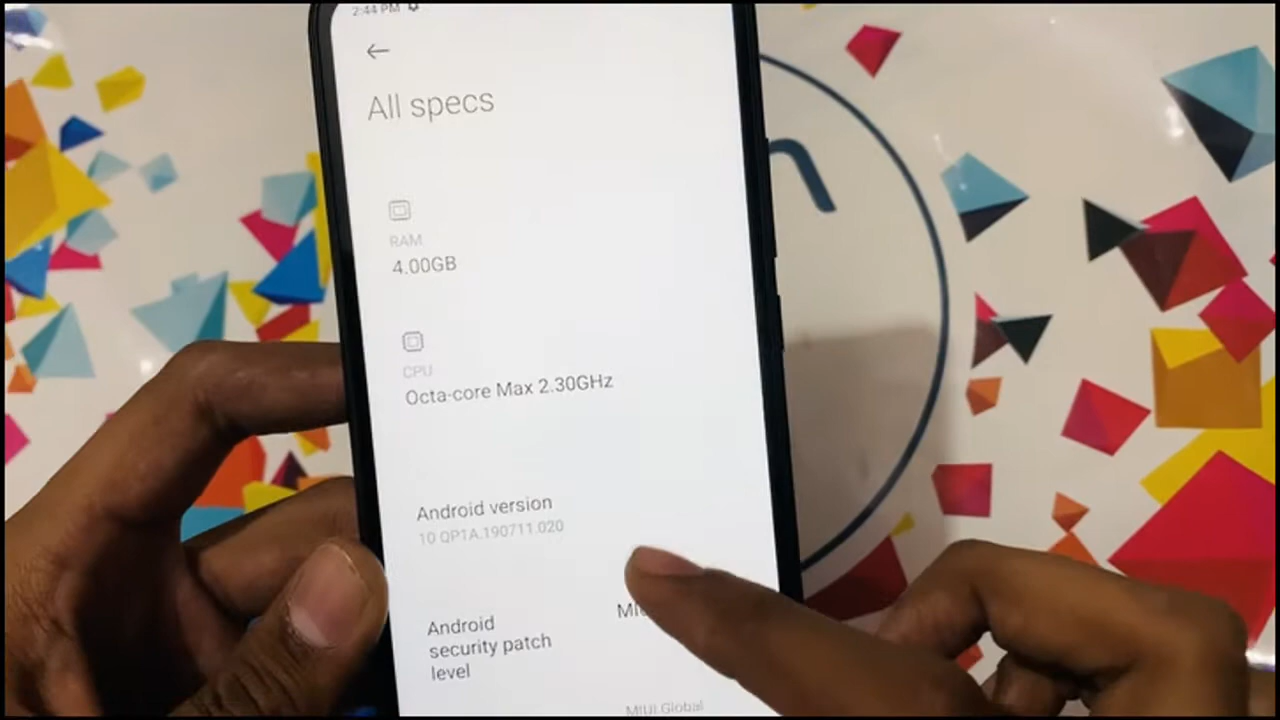 2:44 PM
All specs
RAM
4.00GB
CPU
Octa-core Max 2.30GHz
Android version
10 QP1A.190711.020
Android
security patch
level
MIUI Global